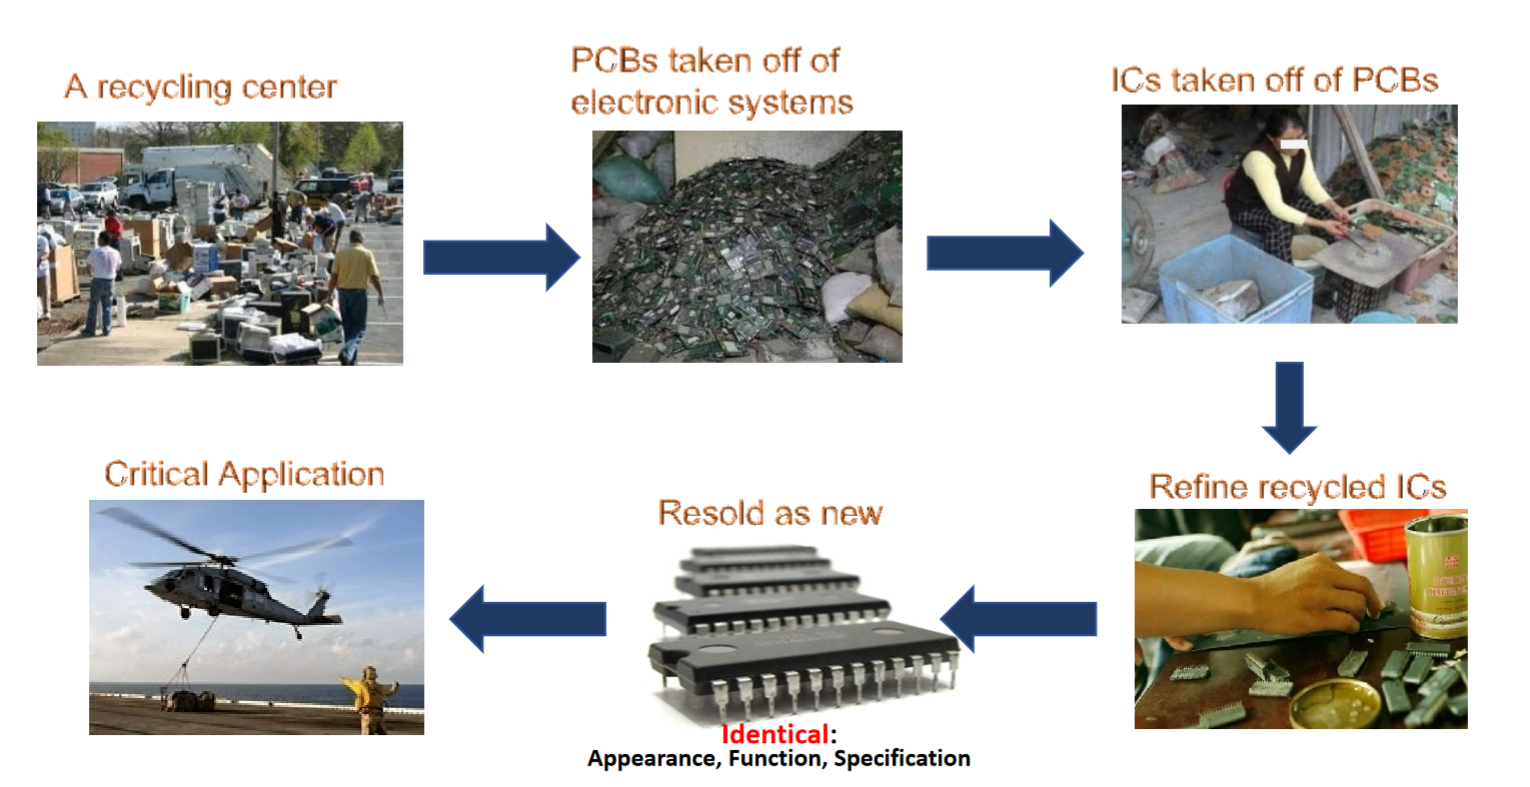 A recycling center
PCBs taken off of
electronic systems
ICs taken off of PCBs
Refine recycled ICs
Resold as new
Identical:
Appearance, Function, Specification
Critical Application